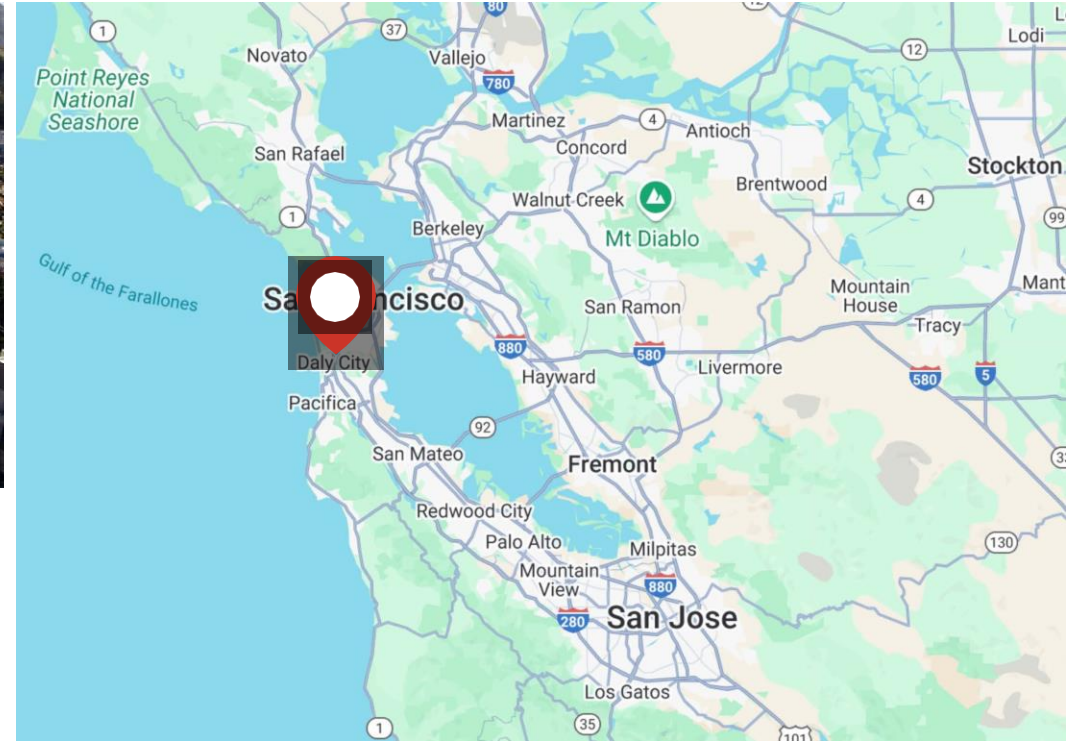 80
1
37
12
Lodi
Novato
Vallejo
Point Reyes
National
Seashore
780
Martinez
4
Antioch
Concord
San Rafael
Stockton
Brentwood
Walnut Creek
4
99
1
Berkeley
Mt Diablo
Gulf of the Farallones
Mountain
House
San Ramon
Tracy
880
580
Daly City
Livermore
Hayward
580
5
Pacifica
92
San Mateo
Fremont
Redwood City
Palo Alto
Milpitas
130
Mountain
View
880
280
San Jose
Los Gatos
1
35
101